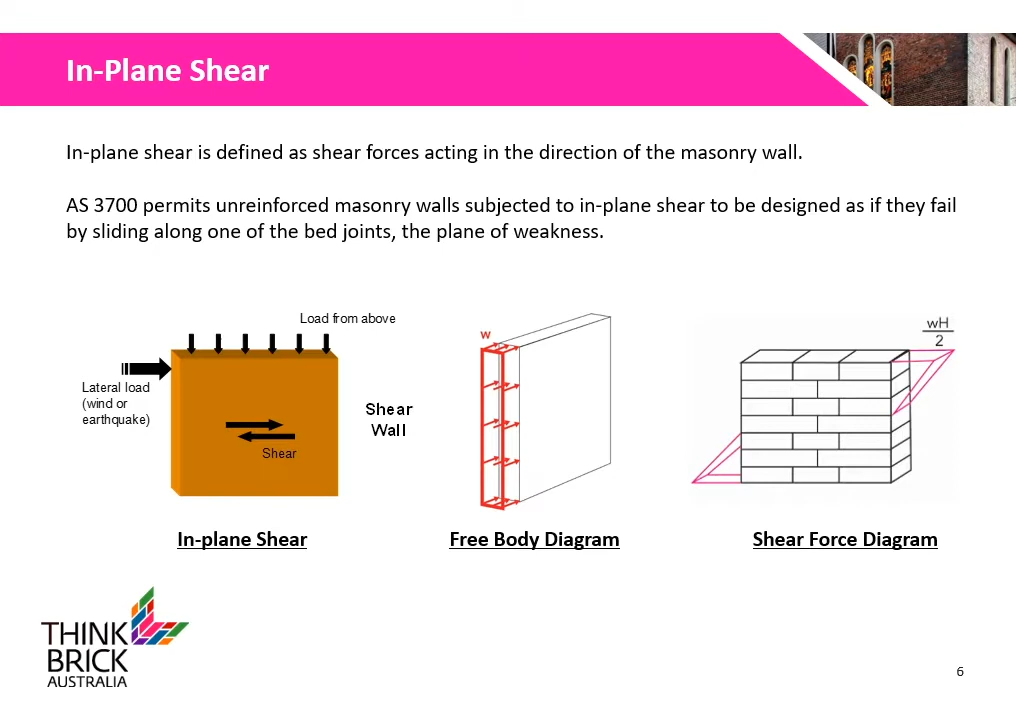 In-Plane Shear
In-plane shear is defined as shear forces acting in the direction of the masonry wall.
AS 3700 permits unreinforced masonry walls subjected to in-plane shear to be designed as if they fail
by sliding along one of the bed joints, the plane of weakness.
Load from above
Lateral load
(wind or
earthquake)
Shear
Shear
Wall
w
wH
2
In-plane Shear
Free Body Diagram
Shear Force Diagram
THINK
BRICK
AUSTRALIA
6